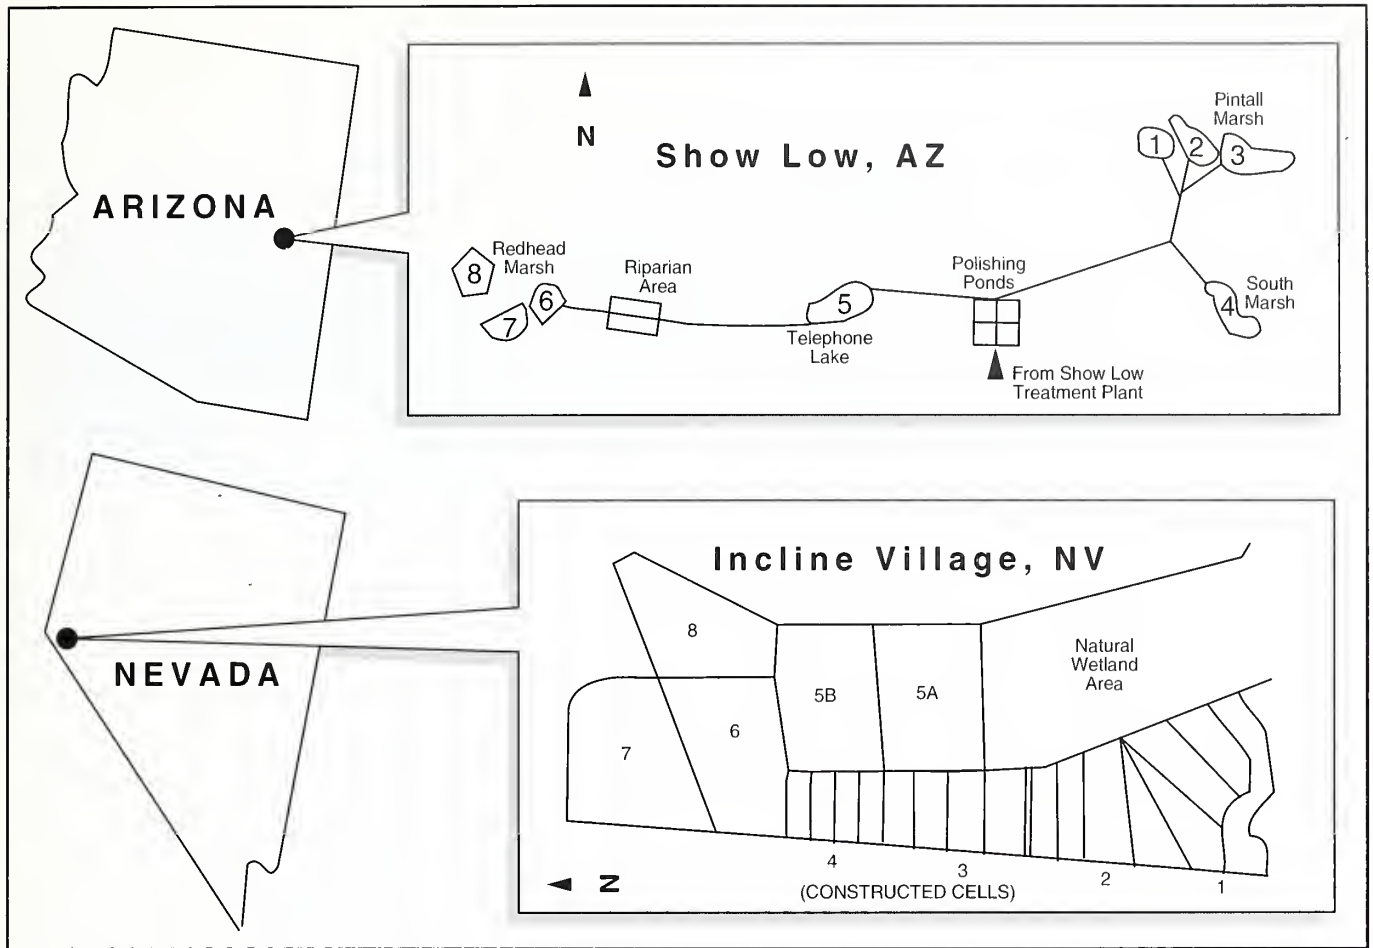 ARIZONA
N
Show Low, AZ
Pintall
Marsh
1
2
3
Redhead
Marsh
8
6
7
Riparian
Area
5
Telephone
Lake
Polishing
Ponds
From Show Low
Treatment Plant
South
Marsh
4
NEVADA
Incline Village, NV
8
7
6
5B
5A
Natural
Wetland
Area
4
3
2
1
(CONSTRUCTED CELLS)
N